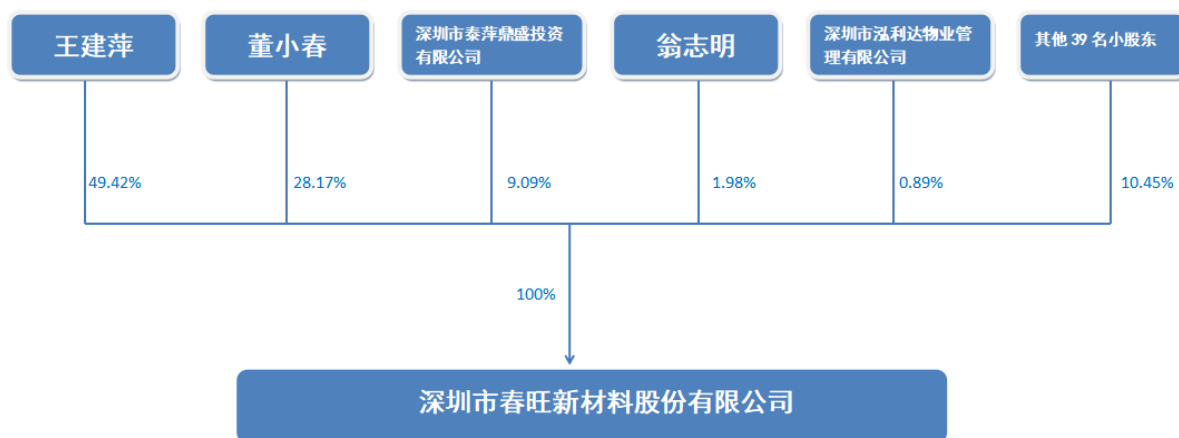 王建萍
董小春
深圳市泰萍鼎盛投资
有限公司
翁志明
深圳市泓利达物业管
理有限公司
其他 39 名小股东
49.42%
28.17%
9.09%
1.98%
0.89%
10.45%
100%
深圳市春旺新材料股份有限公司